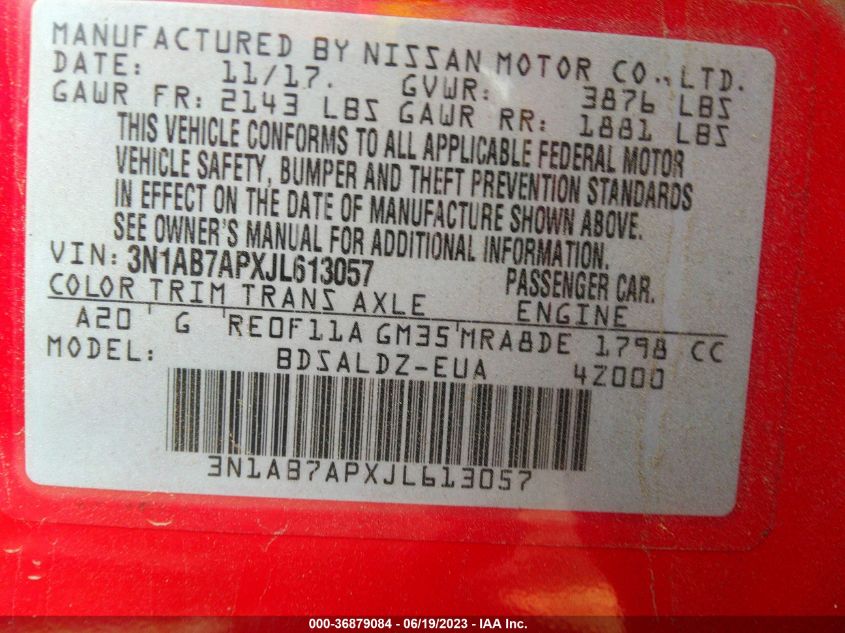 MANUFACTURED BY NISSAN MOTOR CO., LTD.
DATE: 11/17. GVWR: 3876 LBS
GAWR FR: 2143 LBS GAWR RR: 1881 LBS
THIS VEHICLE CONFORMS TO ALL APPLICABLE FEDERAL MOTOR
VEHICLE SAFETY, BUMPER AND THEFT PREVENTION STANDARDS
IN EFFECT ON THE DATE OF MANUFACTURE SHOWN ABOVE.
SEE OWNER'S MANUAL FOR ADDITIONAL INFORMATION.
VIN: 3N1AB7APXJL613057 PASSENGER CAR.
COLOR TRIM TRANS AXLE ENGINE
A20 ' G 'RE0F11A GM35'MRA8DE 1798 CC
MODEL: BDSALDZ-EUA 4Z000
3N1AB7APXJL613057
000-36879084 - 06/19/2023 - IAA Inc.